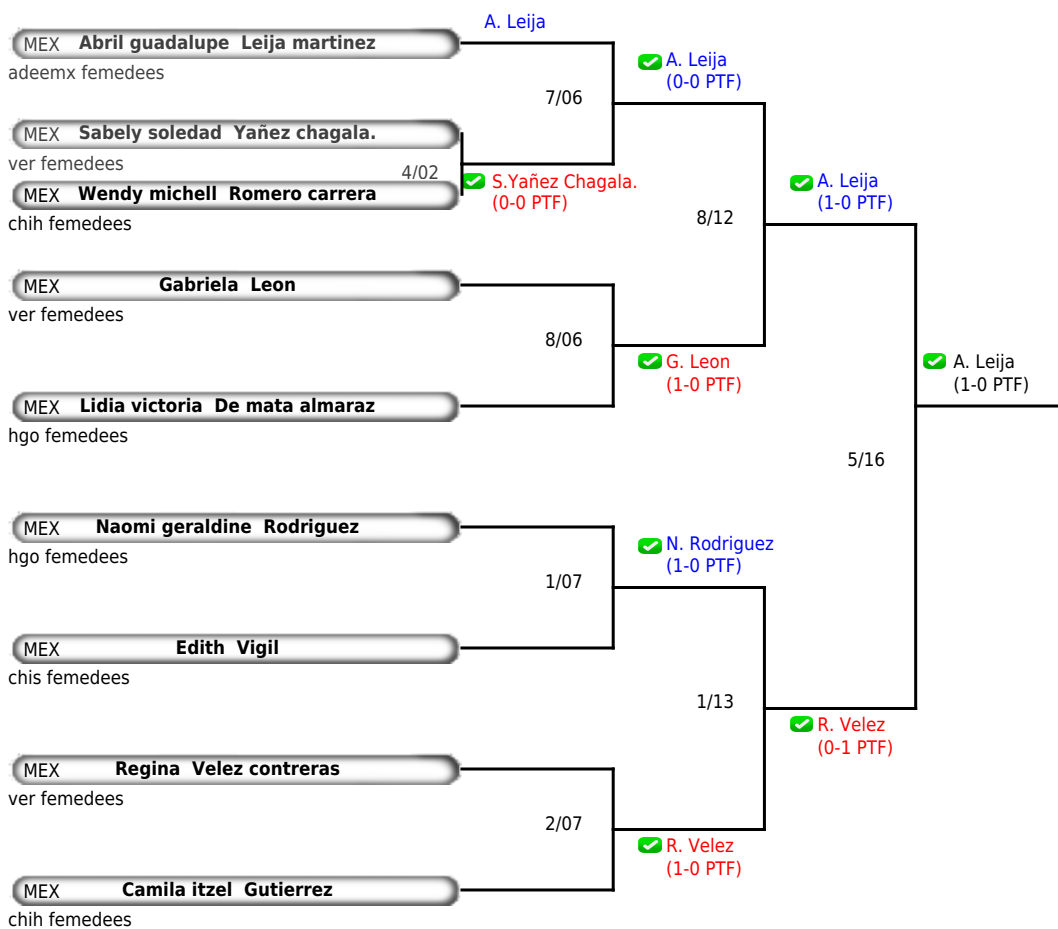 A. Leija
MEX Abril guadalupe Leija martinez
adeemx femedees
A. Leija
(0-0 PTF)
7/06
MEX Sabely soledad Yañez chagala.
ver femedees
4/02
S.Yañez Chagala.
(0-0 PTF)
MEX Wendy michell Romero carrera
chih femedees
A. Leija
(1-0 PTF)
8/12
MEX Gabriela Leon
ver femedees
8/06
G. Leon
(1-0 PTF)
A. Leija
(1-0 PTF)
MEX Lidia victoria De mata almaraz
hgo femedees
5/16
MEX Naomi geraldine Rodriguez
hgo femedees
N. Rodriguez
(1-0 PTF)
1/07
MEX Edith Vigil
chis femedees
1/13
R. Velez
(0-1 PTF)
MEX Regina Velez contreras
ver femedees
2/07
R. Velez
(1-0 PTF)
MEX Camila itzel Gutierrez
chih femedees